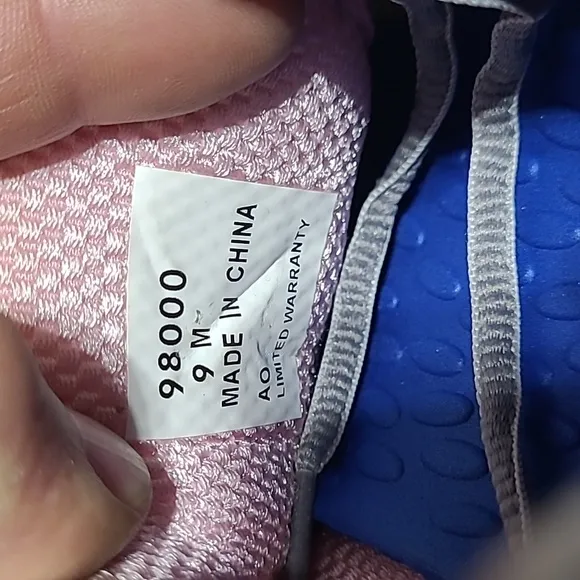 98000
9 M
MADE IN CHINA
AO
LIMITED WARRANTY